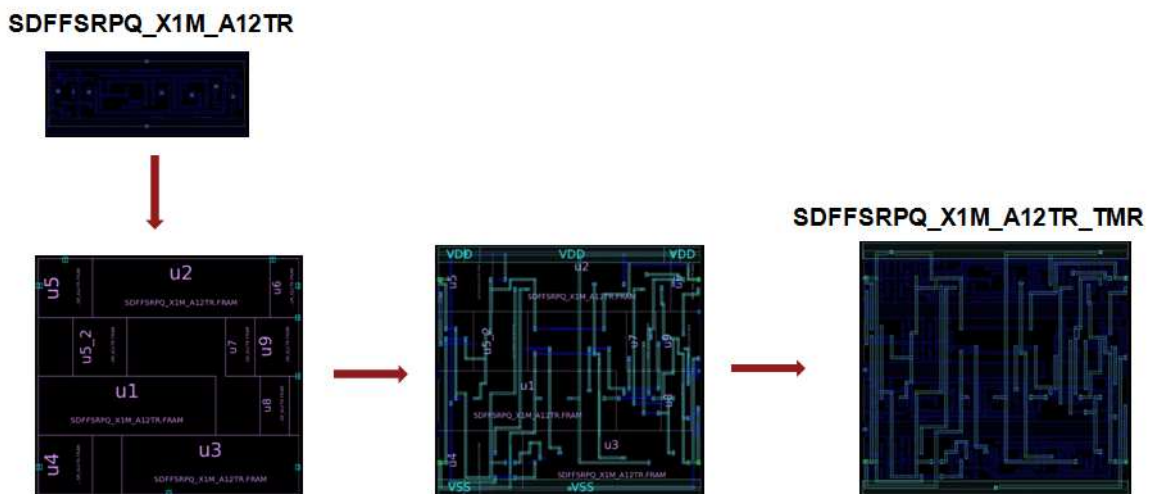 SDFFSRPQ_X1M_A12TR
SDFFSRPQ_X1M_A12TR_TMR
u5
u2
SDFFSRPQ_X1M_A12TR.FRAM
u6
u5_2
u7
u9
u1
SDFFSRPQ_X1M_A12TR.FRAM
u8
u4
u3
SDFFSRPQ_X1M_A12TR.FRAM
VDD
VDD
VDD
u5
u2
SDFFSRPQ_X1M_A12TR.FRAM
u5_2
u7
u9
u1
SDFFSRPQ_X1M_A12TR.FRAM
u8
u3
u4
SDFFSRPQ_X1M_A12TR.FRAM
VSS
VSS